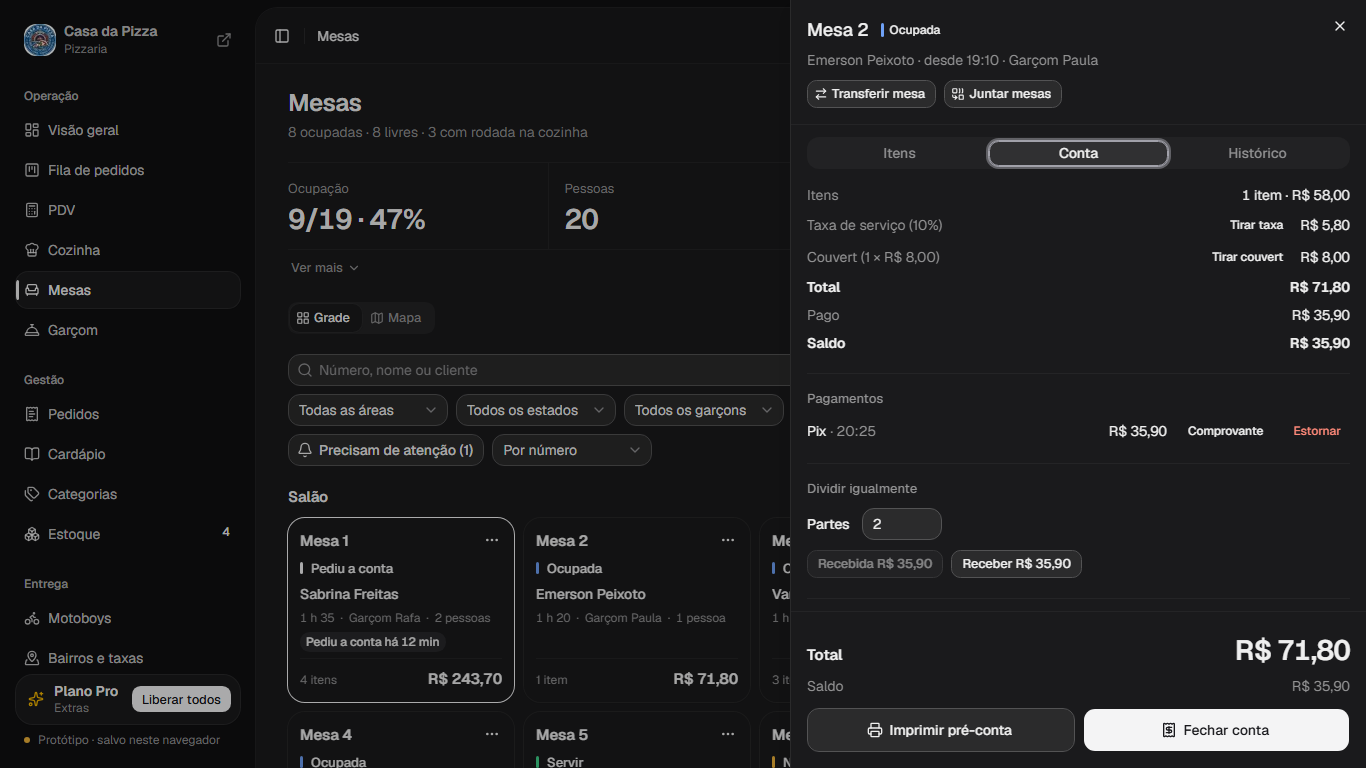 Casa da Pizza
Pizzaria
Operação
Visão geral
Fila de pedidos
PDV
Cozinha
Mesas
Garçom
Gestão
Pedidos
Cardápio
Categorias
Estoque 4
Entrega
Motoboys
Bairros e taxas
Plano Pro
Extras
Liberar todos
Protótipo · salvo neste navegador
Mesas
Mesas
8 ocupadas · 8 livres · 3 com rodada na cozinha
Ocupação
9/19 · 47%
Pessoas
20
Ver mais
Grade Mapa
Número, nome ou cliente
Todas as áreas Todos os estados Todos os garçons
Precisam de atenção (1) Por número
Salão
Mesa 1 ···
Pediu a conta
Sabrina Freitas
1 h 35 · Garçom Rafa · 2 pessoas
Pediu a conta há 12 min
4 itens R$ 243,70
Mesa 2 ···
Ocupada
Emerson Peixoto
1 h 20 · Garçom Paula · 1 pessoa
1 item R$ 71,80
Mesa 4 ···
Ocupada
Mesa 5 ···
Servir
Mesa 2 Ocupada
Emerson Peixoto · desde 19:10 · Garçom Paula
Transferir mesa Juntar mesas
Itens Conta Histórico
Itens 1 item · R$ 58,00
Taxa de serviço (10%) Tirar taxa R$ 5,80
Couvert (1 × R$ 8,00) Tirar couvert R$ 8,00
Total R$ 71,80
Pago R$ 35,90
Saldo R$ 35,90
Pagamentos
Pix · 20:25 R$ 35,90 Comprovante Estornar
Dividir igualmente
Partes 2
Recebida R$ 35,90 Receber R$ 35,90
Total R$ 71,80
Saldo R$ 35,90
Imprimir pré-conta Fechar conta